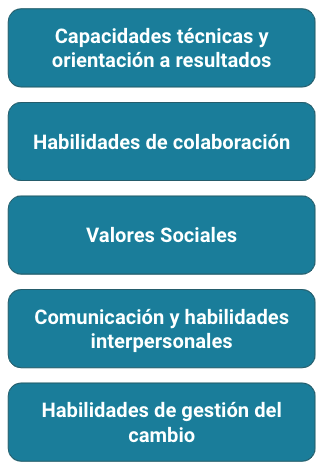 Capacidades técnicas y
orientación a resultados
Habilidades de colaboración
Valores Sociales
Comunicación y habilidades
interpersonales
Habilidades de gestión del
cambio